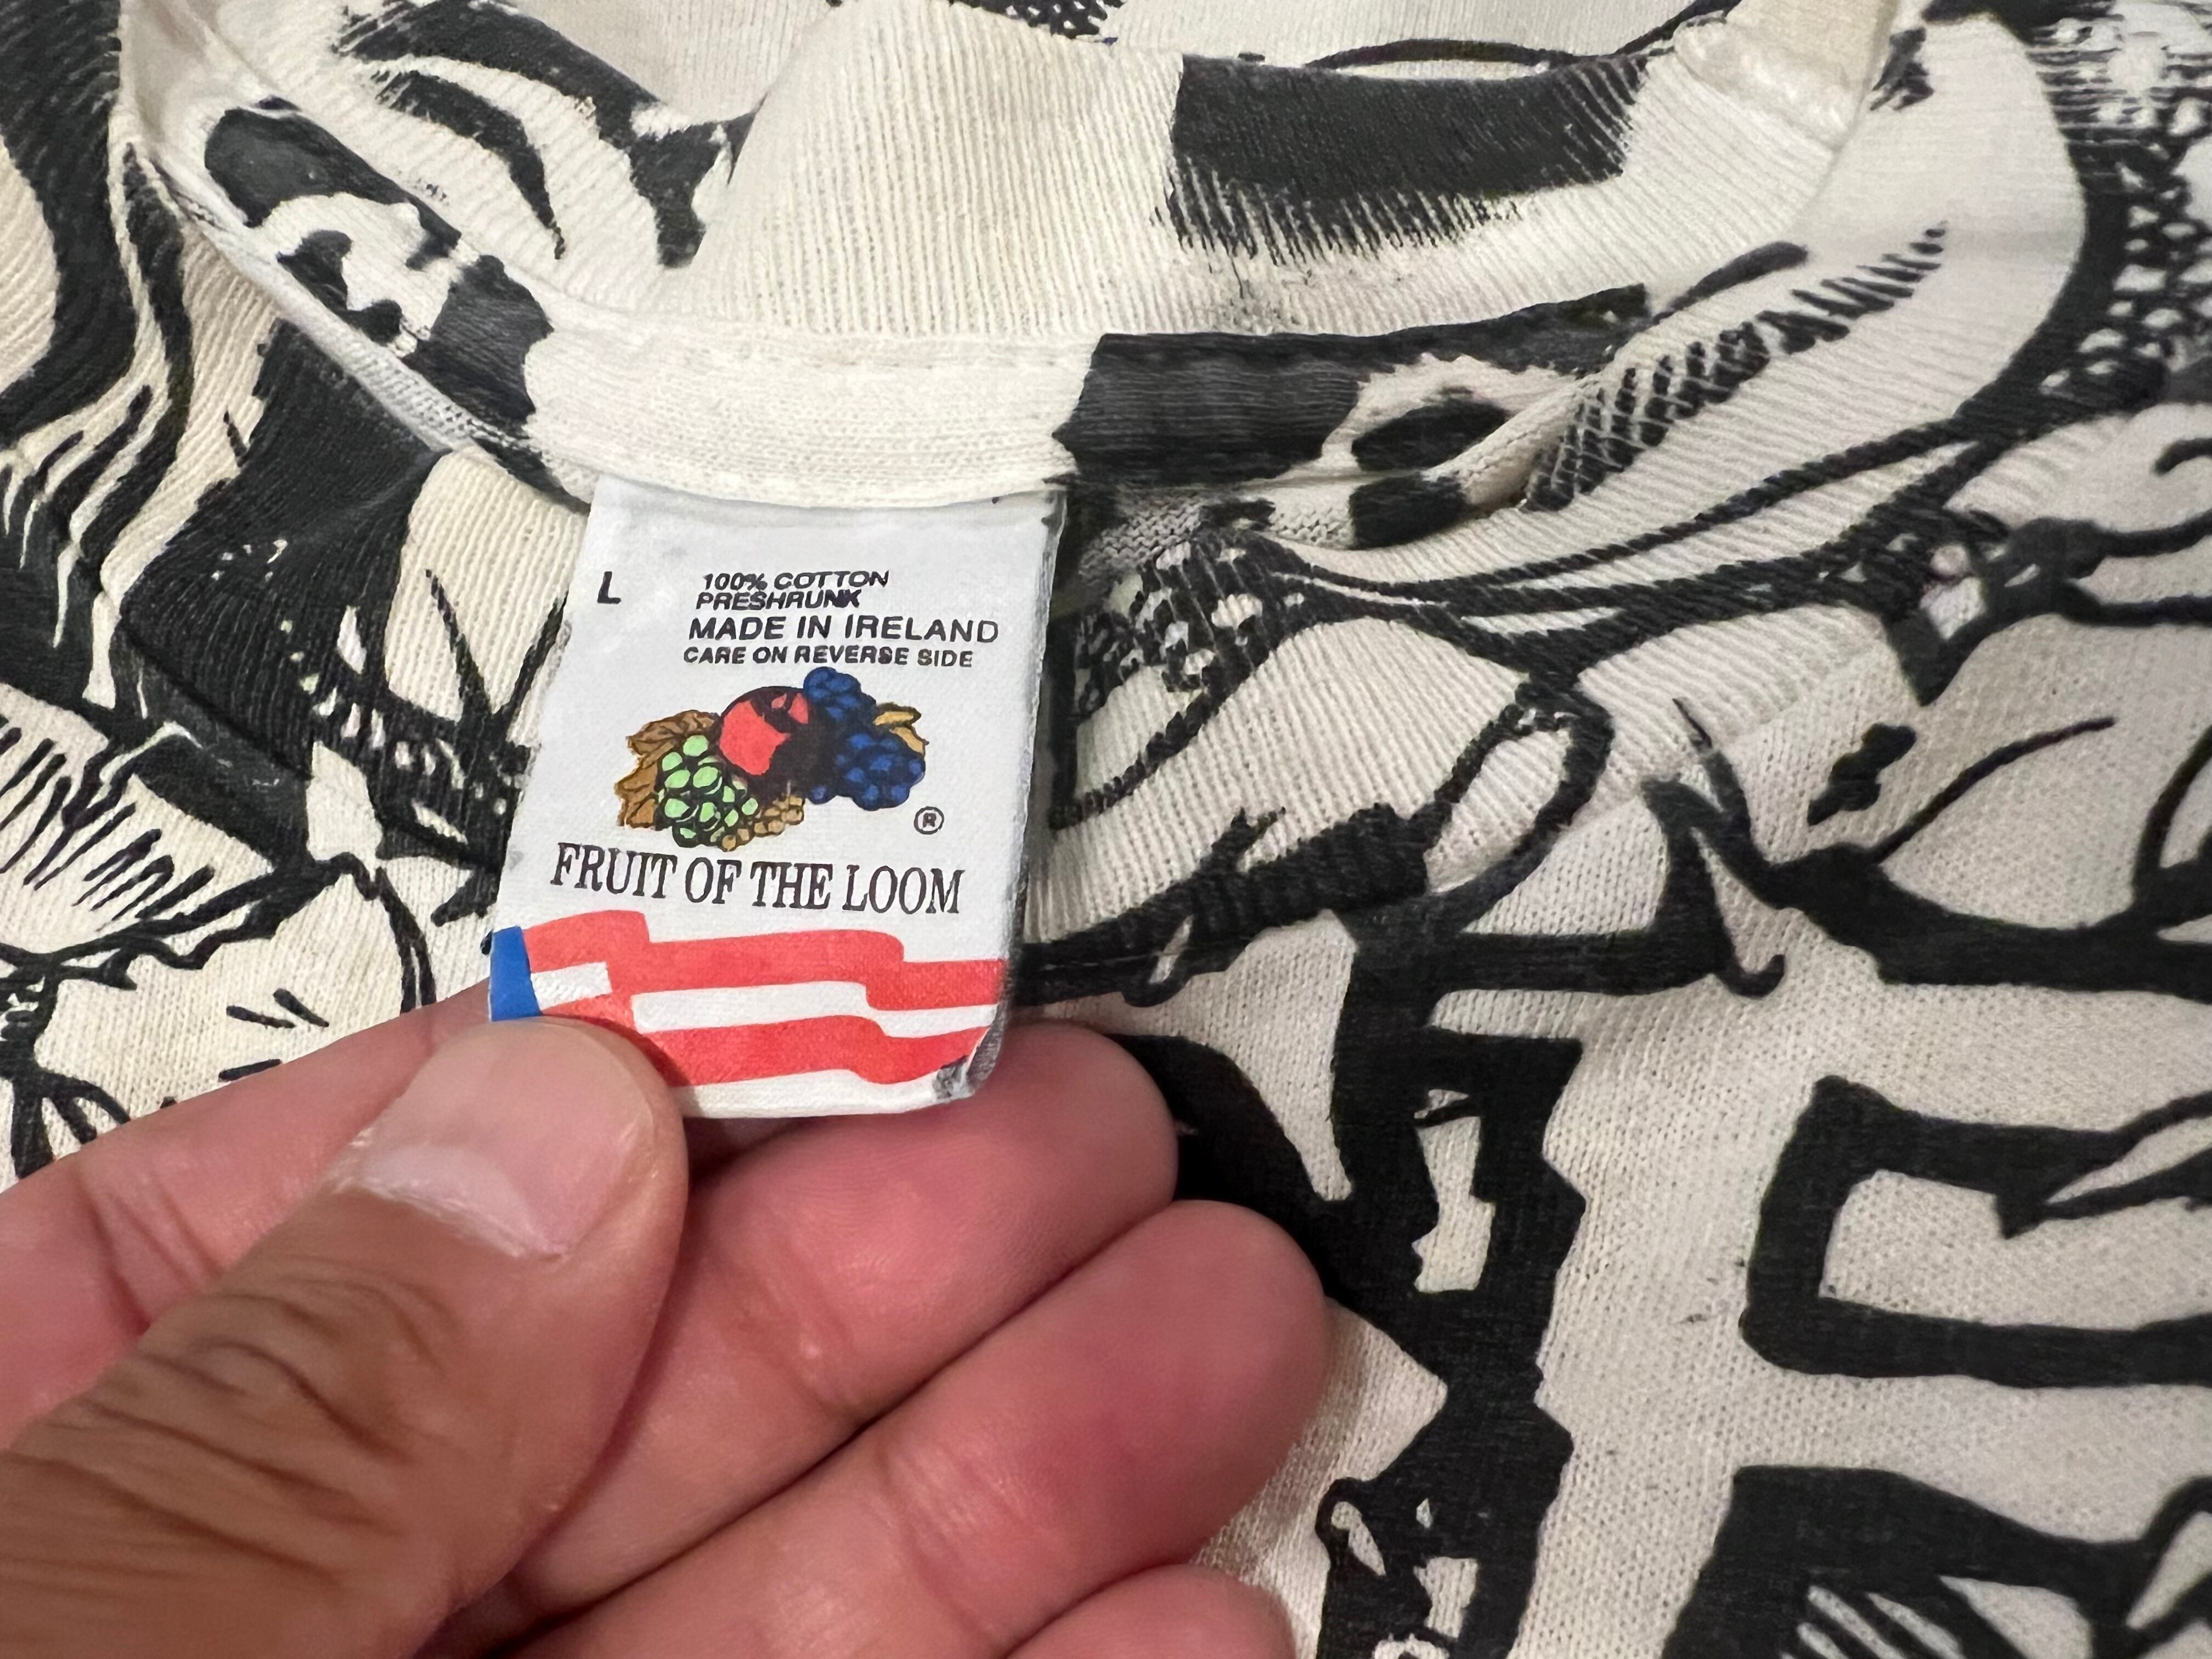 L
100% COTTON
PRESHRUNK
MADE IN IRELAND
CARE ON REVERSE SIDE
®
FRUIT OF THE LOOM